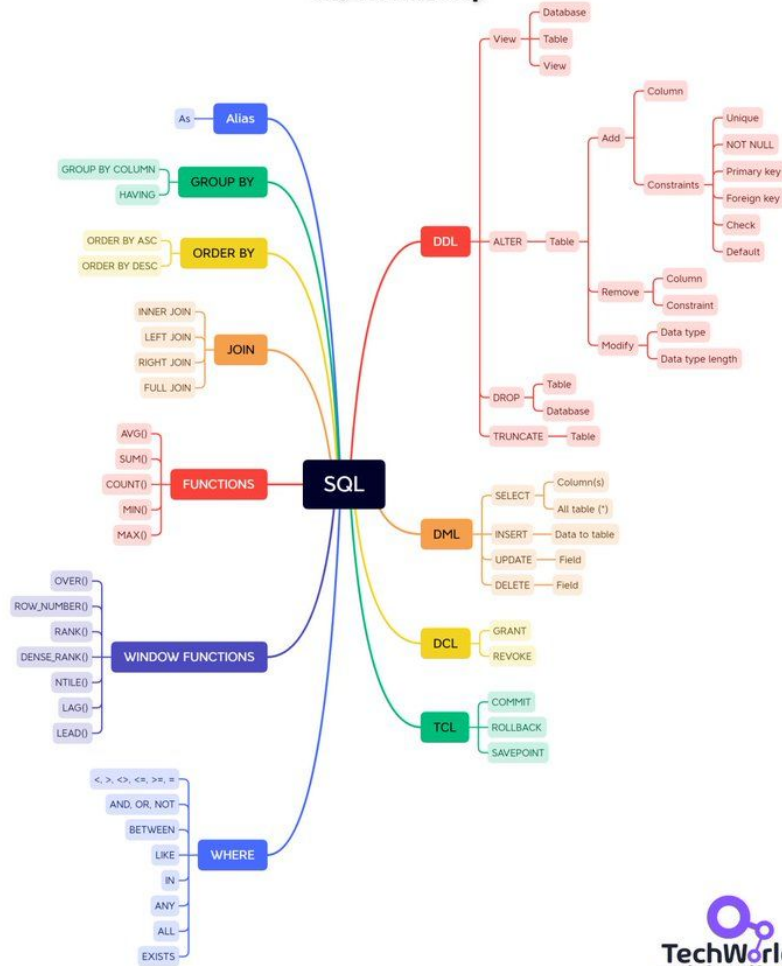 Alias
As
GROUP BY
GROUP BY COLUMN
HAVING
ORDER BY
ORDER BY ASC
ORDER BY DESC
JOIN
INNER JOIN
LEFT JOIN
RIGHT JOIN
FULL JOIN
FUNCTIONS
AVG()
SUM()
COUNT()
MIN()
MAX()
WINDOW FUNCTIONS
OVER()
ROW_NUMBER()
RANK()
DENSE_RANK()
NTILE()
LAG()
LEAD()
WHERE
<, >, <>, <=, >=, =
AND, OR, NOT
BETWEEN
LIKE
IN
ANY
ALL
EXISTS
SQL
DDL
View
Database
Table
View
ALTER
Table
Add
Column
Constraints
Unique
NOT NULL
Primary key
Foreign key
Check
Default
Remove
Column
Constraint
Modify
Data type
Data type length
DROP
Table
Database
TRUNCATE
Table
DML
SELECT
Column(s)
All table (*)
INSERT
Data to table
UPDATE
Field
DELETE
Field
DCL
GRANT
REVOKE
TCL
COMMIT
ROLLBACK
SAVEPOINT